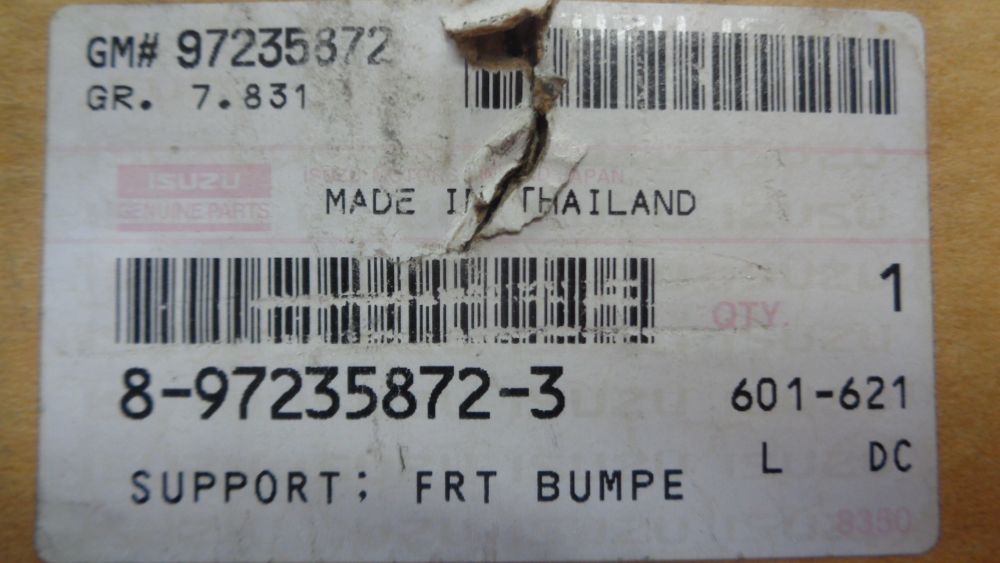 GM# 97235872
GR. 7.831
ISUZU
GENUINE PARTS
MADE IN THAILAND
1
QTY.
8-97235872-3
601-621
L DC
SUPPORT; FRT BUMPE
8350